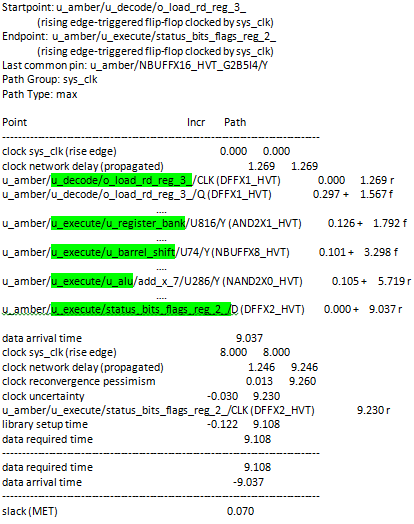 Startpoint: u_amber/u_decode/o_load_rd_reg_3_
(rising edge-triggered flip-flop clocked by sys_clk)
Endpoint: u_amber/u_execute/status_bits_flags_reg_2_
(rising edge-triggered flip-flop clocked by sys_clk)
Last common pin: u_amber/NBUFFX16_HVT_G2B5I4/Y
Path Group: sys_clk
Path Type: max
Point Incr Path
--------------------------------------------------------------------------------
clock sys_clk (rise edge) 0.000 0.000
clock network delay (propagated) 1.269 1.269
u_amber/u_decode/o_load_rd_reg_3_/CLK (DFFX1_HVT) 0.000 1.269 r
u_amber/u_decode/o_load_rd_reg_3_/Q (DFFX1_HVT) 0.297 + 1.567 f
....
u_amber/u_execute/u_register_bank/U816/Y (AND2X1_HVT) 0.126 + 1.792 f
....
u_amber/u_execute/u_barrel_shift/U74/Y (NBUFFX8_HVT) 0.101 + 3.298 f
....
u_amber/u_execute/u_alu/add_x_7/U286/Y (NAND2X0_HVT) 0.105 + 5.719 r
....
u_amber/u_execute/status_bits_flags_reg_2_/D (DFFX2_HVT) 0.000 + 9.037 r
data arrival time 9.037
clock sys_clk (rise edge) 8.000 8.000
clock network delay (propagated) 1.246 9.246
clock reconvergence pessimism 0.013 9.260
clock uncertainty -0.030 9.230
u_amber/u_execute/status_bits_flags_reg_2_/CLK (DFFX2_HVT) 9.230 r
library setup time -0.122 9.108
data required time 9.108
--------------------------------------------------------------------------------
data required time 9.108
data arrival time -9.037
--------------------------------------------------------------------------------
slack (MET) 0.070